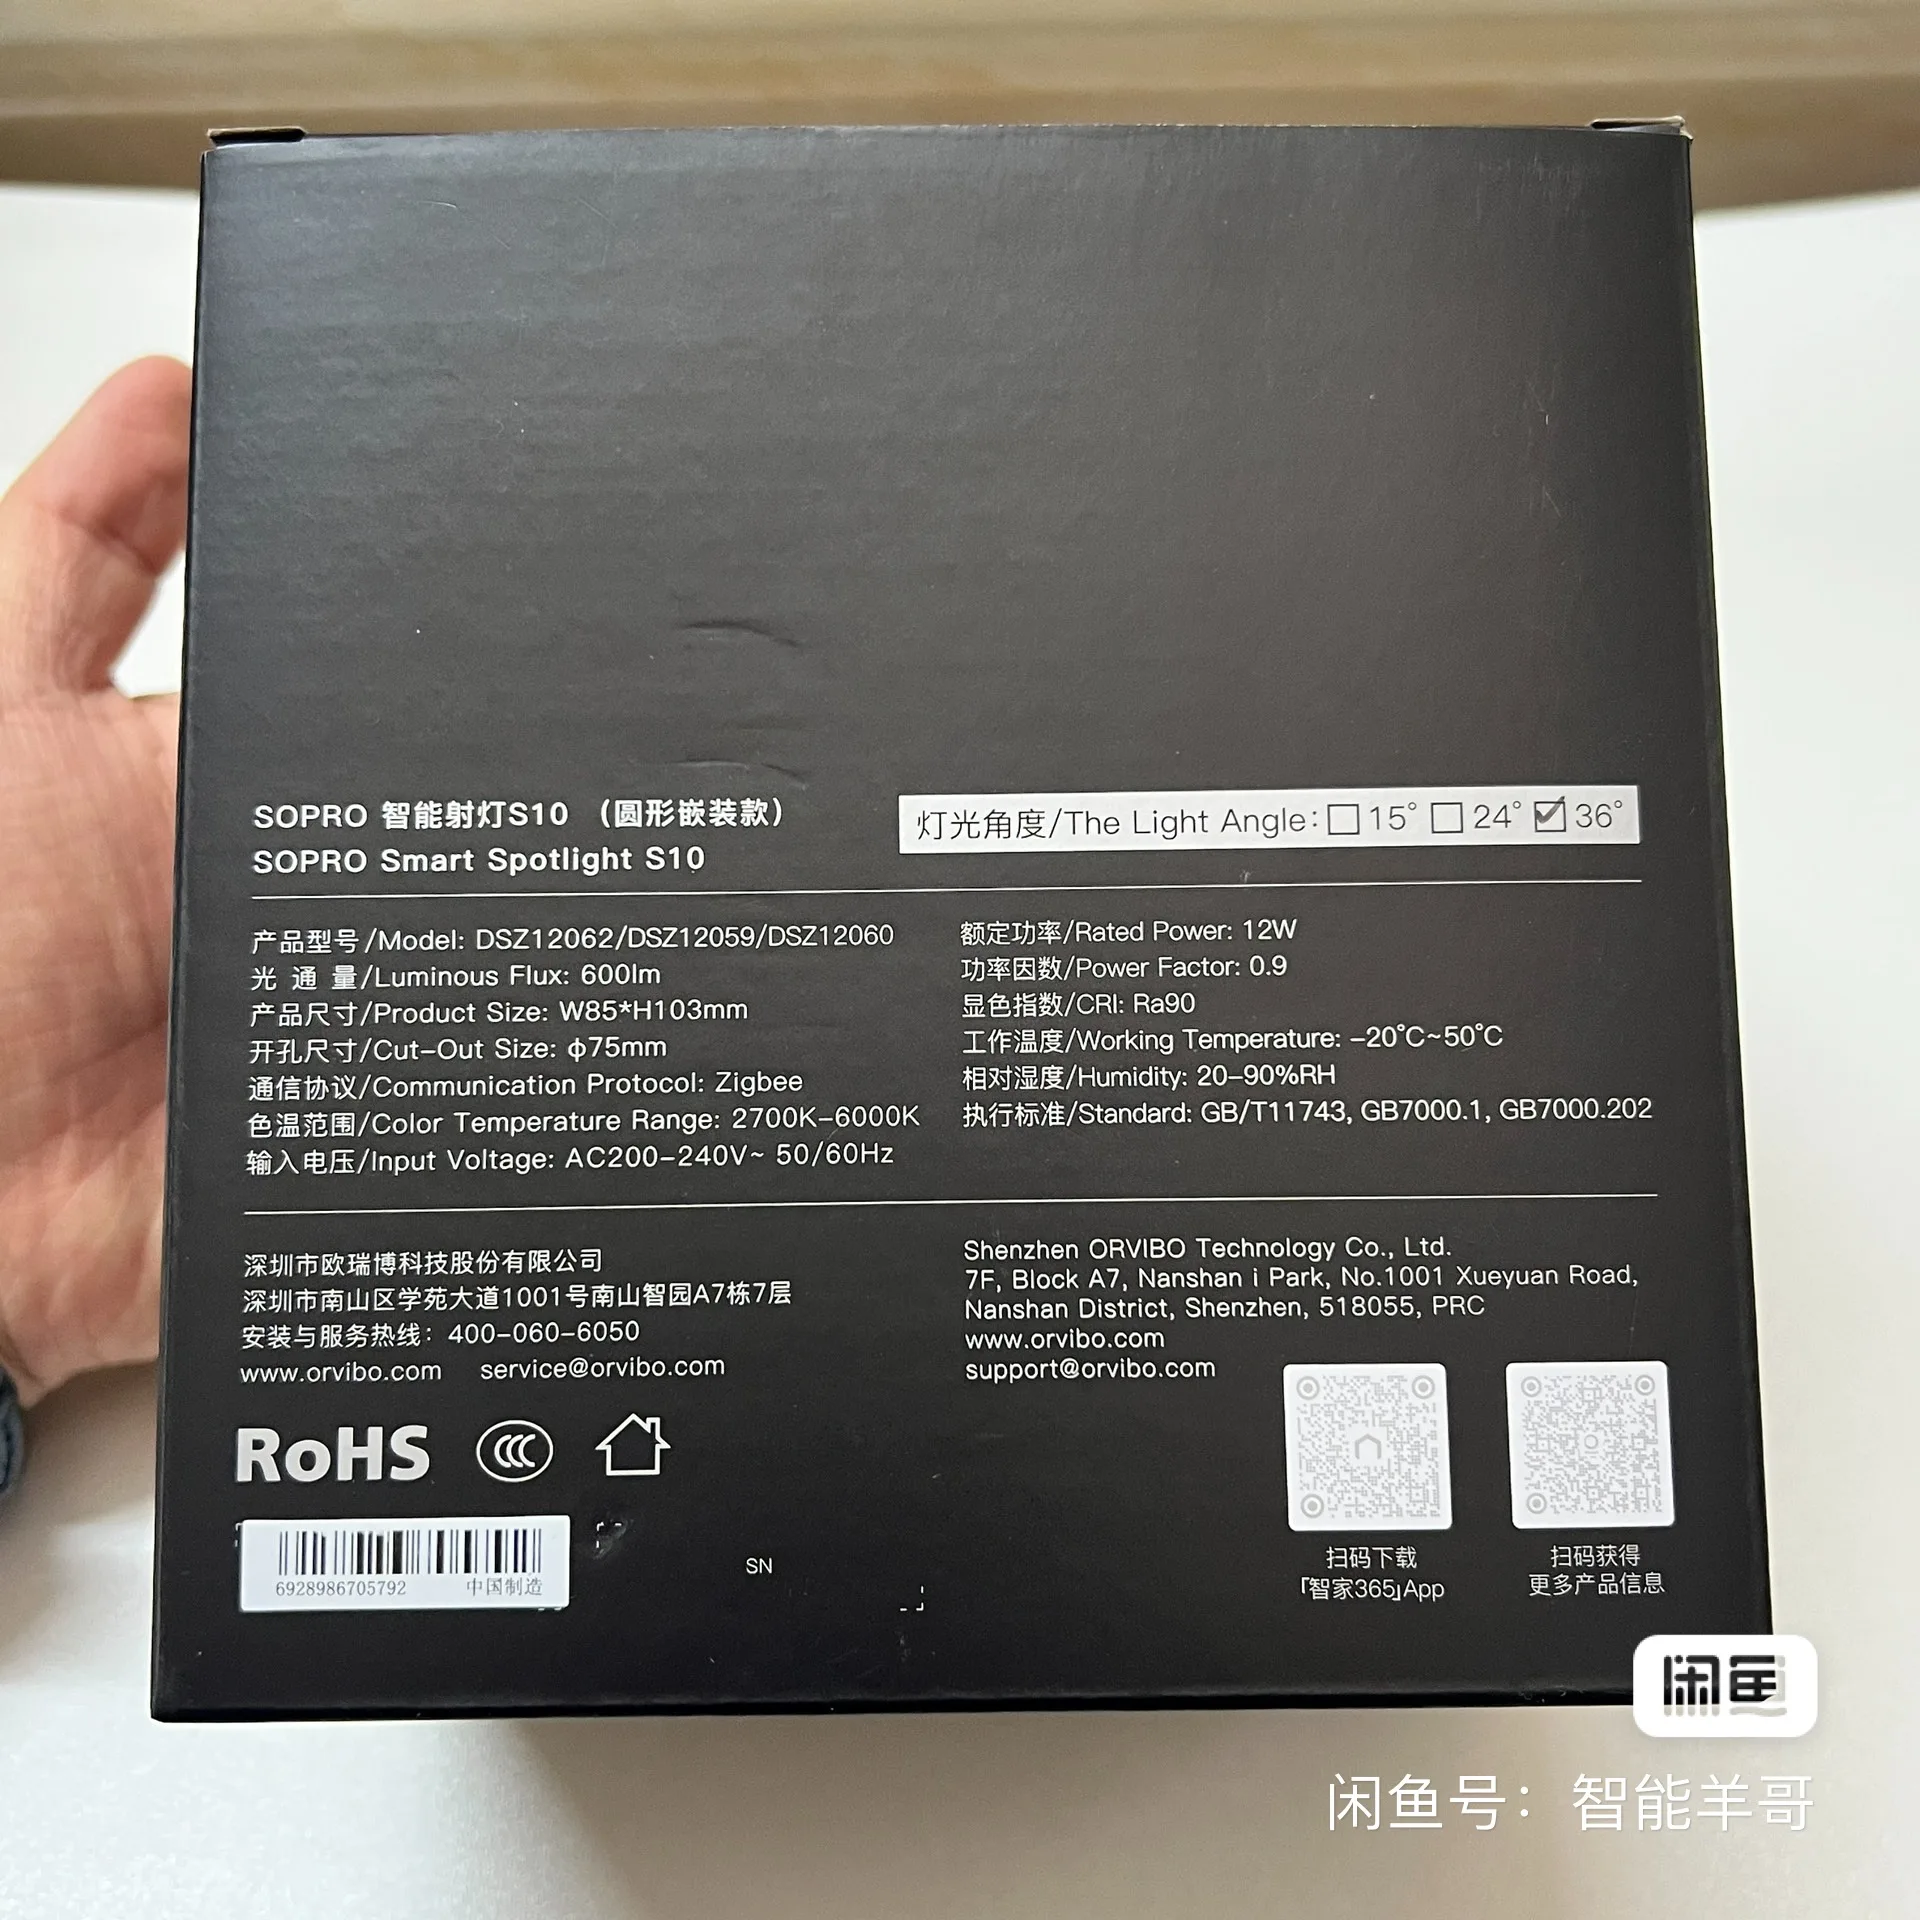 SOPRO 智能射灯S10 （圆形嵌装款）
SOPRO Smart Spotlight S10
灯光角度/The Light Angle: 15° 24° 36°
产品型号/Model: DSZ12062/DSZ12059/DSZ12060
光 通 量/Luminous Flux: 600lm
产品尺寸/Product Size: W85*H103mm
开孔尺寸/Cut-Out Size: φ75mm
通信协议/Communication Protocol: Zigbee
色温范围/Color Temperature Range: 2700K-6000K
输入电压/Input Voltage: AC200-240V~ 50/60Hz
额定功率/Rated Power: 12W
功率因数/Power Factor: 0.9
显色指数/CRI: Ra90
工作温度/Working Temperature: -20°C~50°C
相对湿度/Humidity: 20-90%RH
执行标准/Standard: GB/T11743, GB7000.1, GB7000.202
深圳市欧瑞博科技股份有限公司
深圳市南山区学苑大道1001号南山智园A7栋7层
安装与服务热线：400-060-6050
www.orvibo.com service@orvibo.com
Shenzhen ORVIBO Technology Co., Ltd.
7F, Block A7, Nanshan i Park, No.1001 Xueyuan Road,
Nanshan District, Shenzhen, 518055, PRC
www.orvibo.com
support@orvibo.com
RoHS CCC
6928986705792 中国制造
SN
扫码下载
「智家365」App
扫码获得
更多产品信息
闲鱼
闲鱼号：智能羊哥